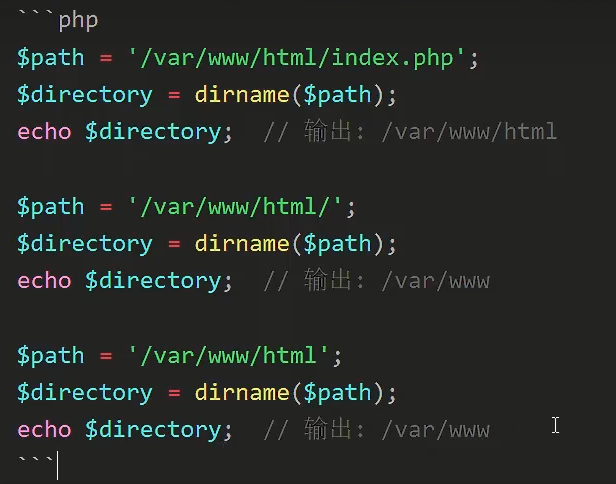 ```php
$path = '/var/www/html/index.php';
$directory = dirname($path);
echo $directory;  // 输出: /var/www/html
$path = '/var/www/html/';
$directory = dirname($path);
echo $directory;  // 输出: /var/www
$path = '/var/www/html';
$directory = dirname($path);
echo $directory;  // 输出: /var/www
```